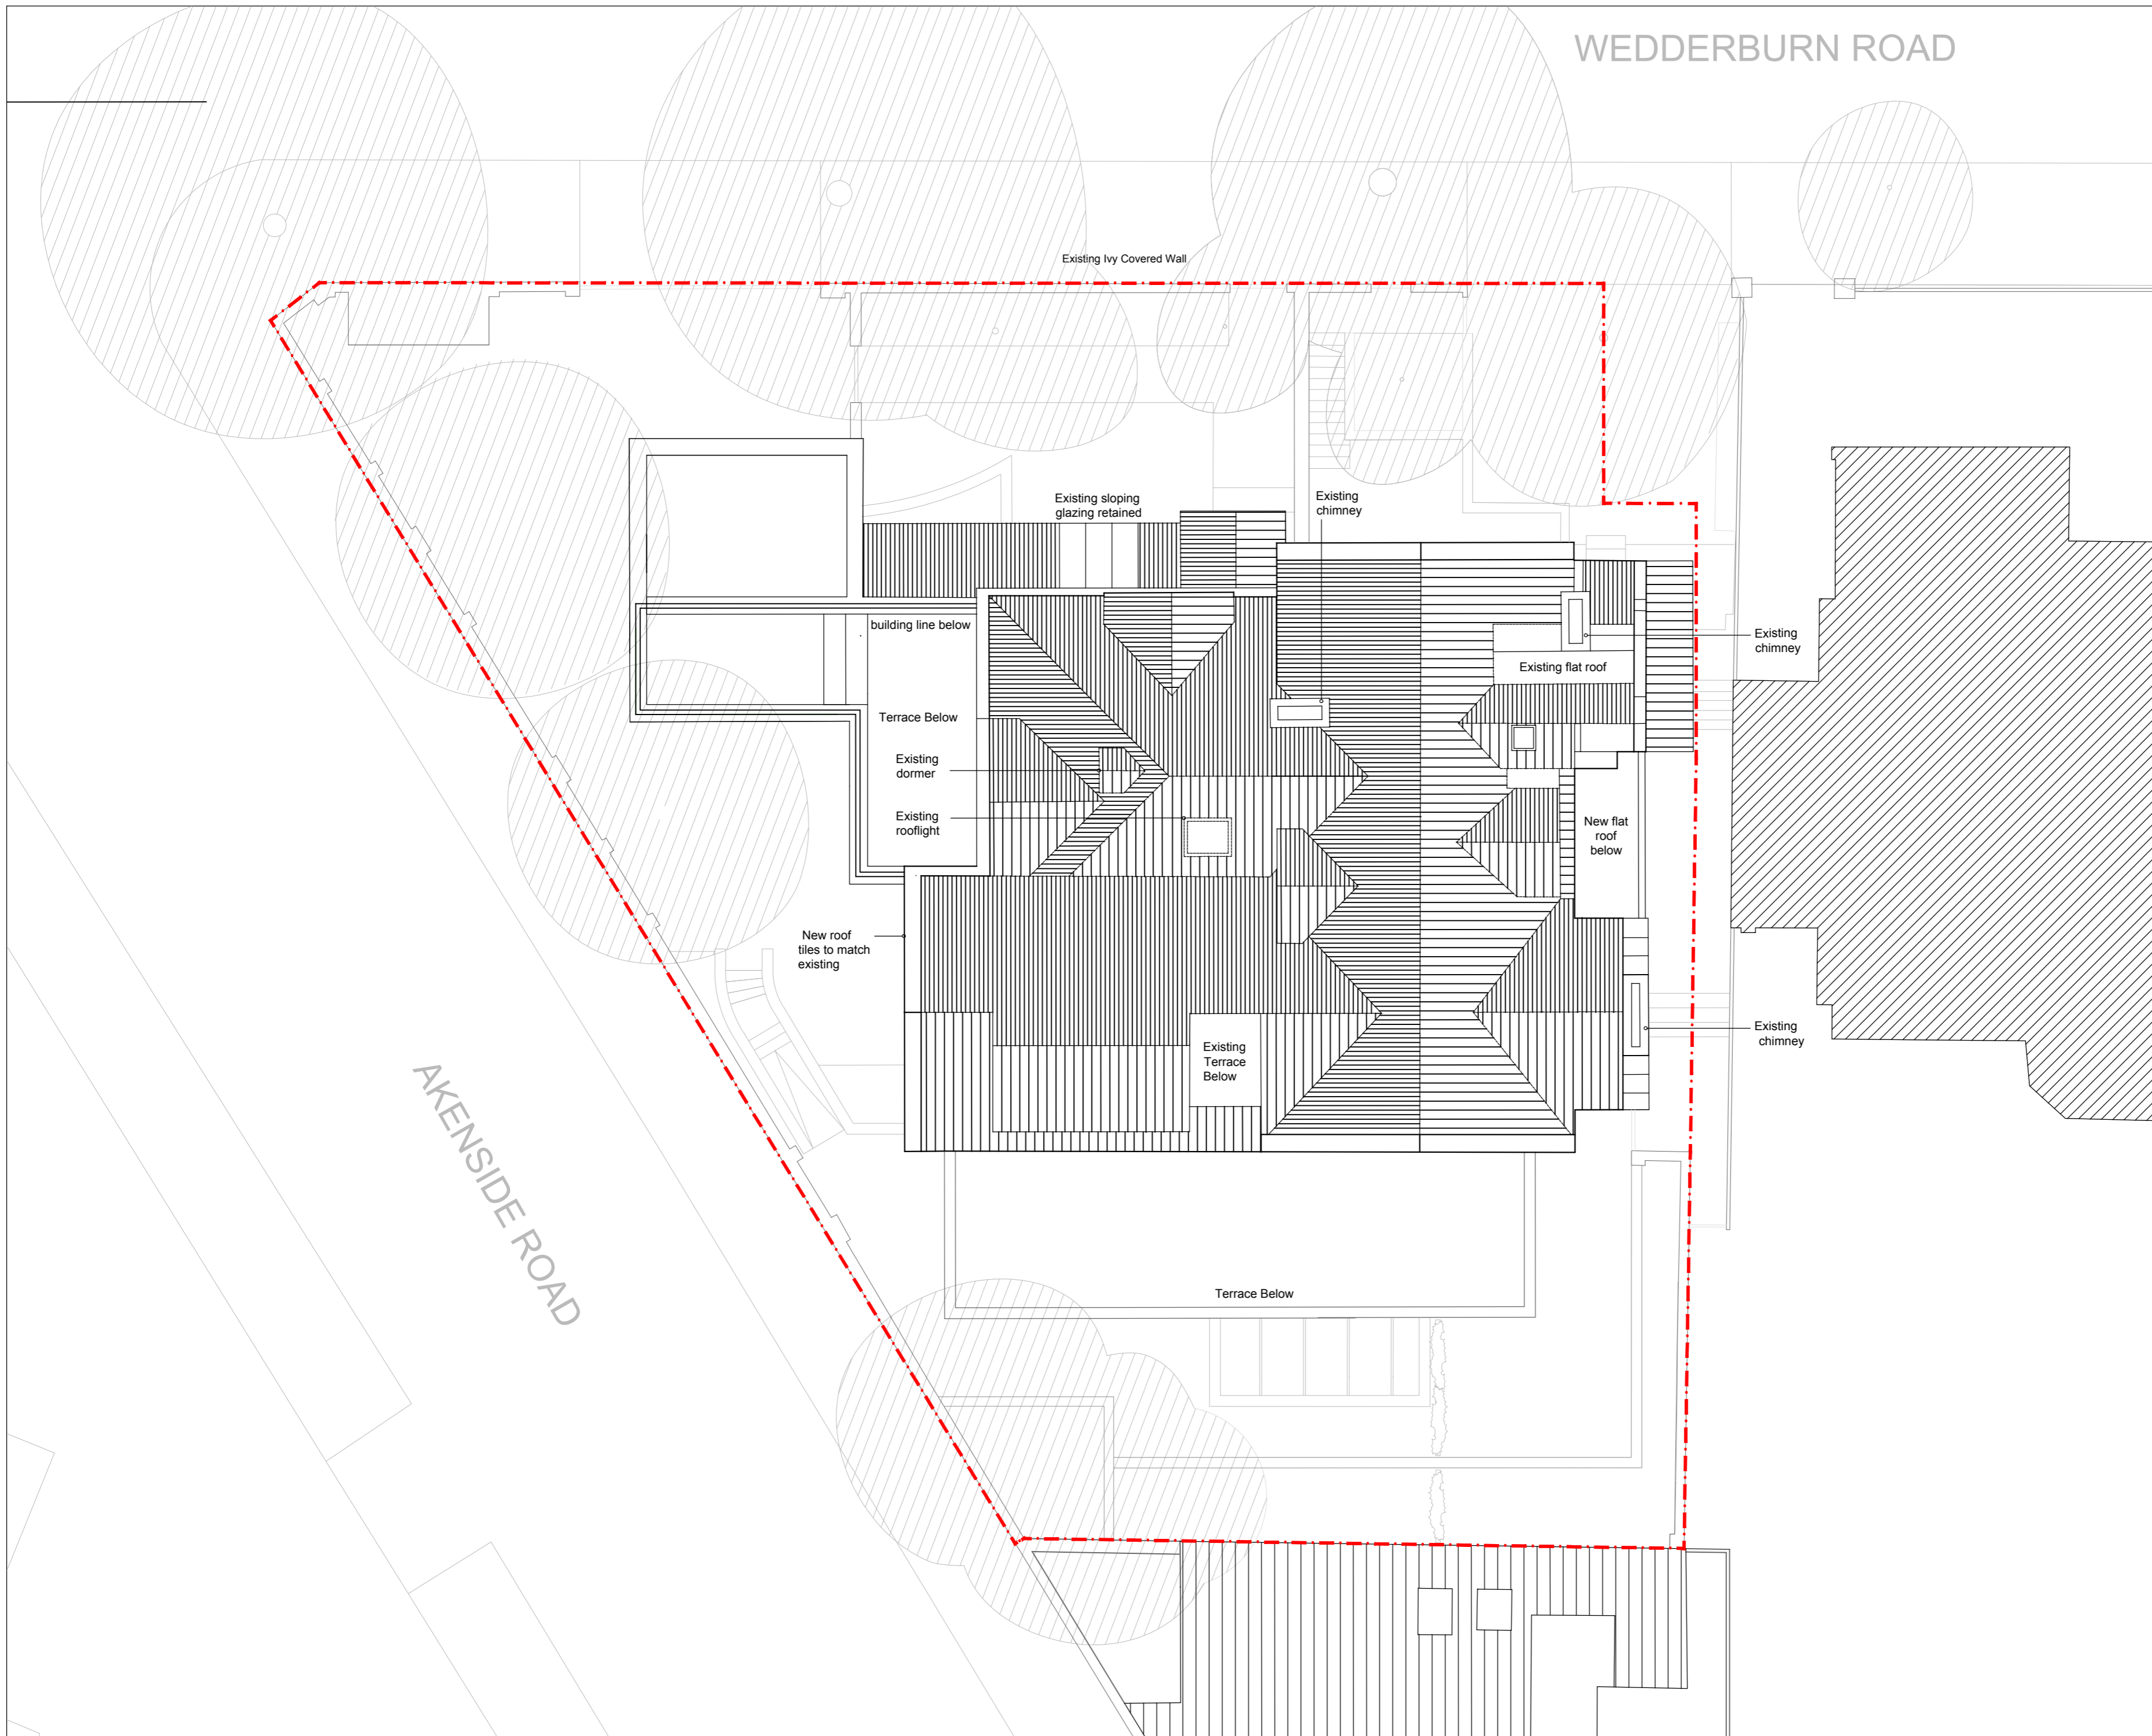 WEDDERBURN ROAD
Existing Ivy Covered Wall
Existing sloping
glazing retained
Existing
chimney
building line below
Existing
chimney
Existing flat roof
Terrace Below
Existing
dormer
Existing
rooflight
New flat
roof
below
New roof
tiles to match
existing
Existing
Terrace
Below
Existing
chimney
AKENSIDE ROAD
Terrace Below